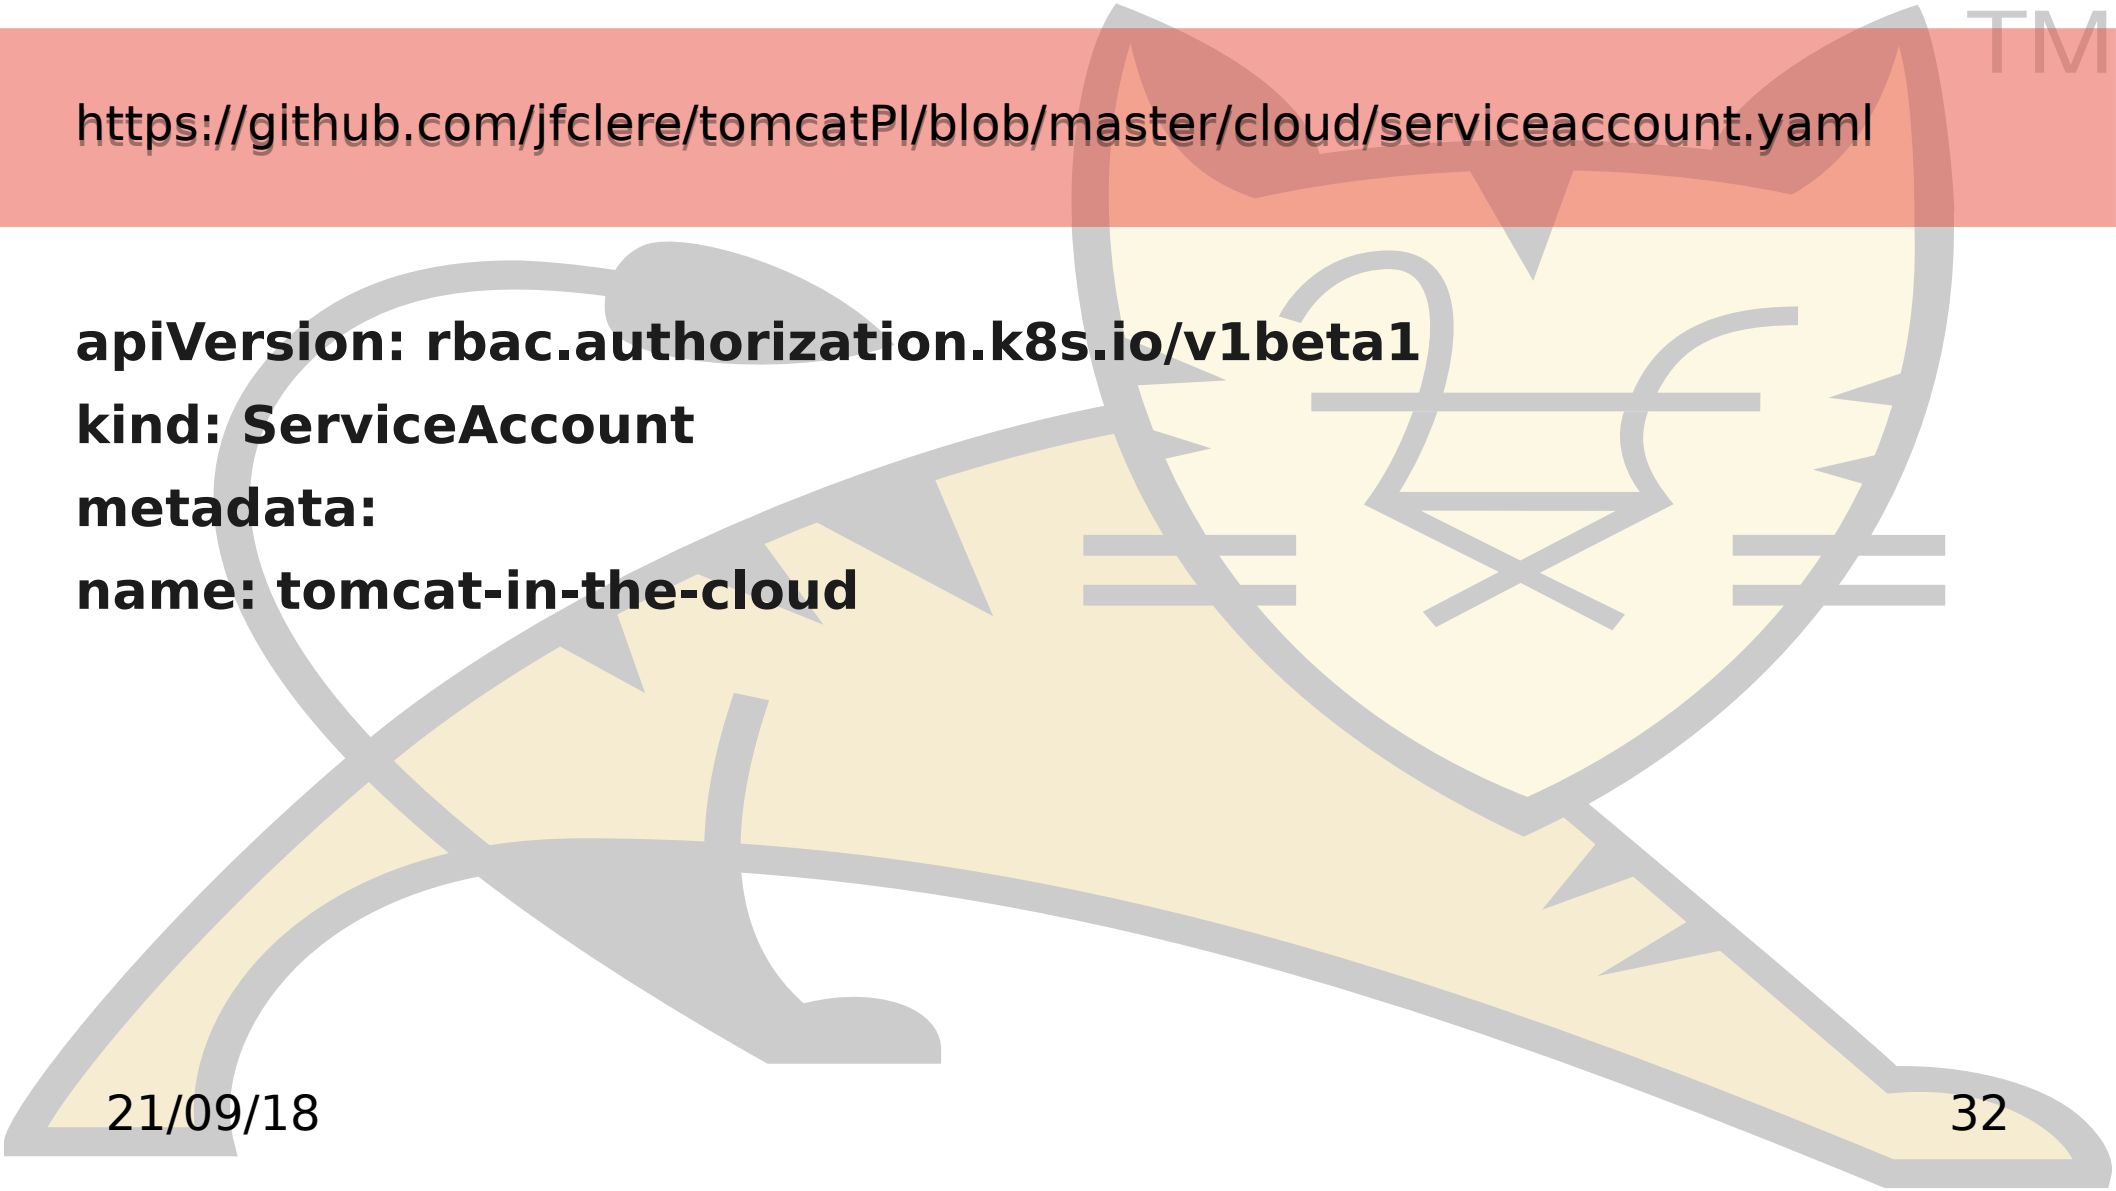 TM
https://github.com/jfclere/tomcatPI/blob/master/cloud/serviceaccount.yaml
apiVersion: rbac.authorization.k8s.io/v1beta1
kind: ServiceAccount
metadata:
name: tomcat-in-the-cloud
21/09/18
32